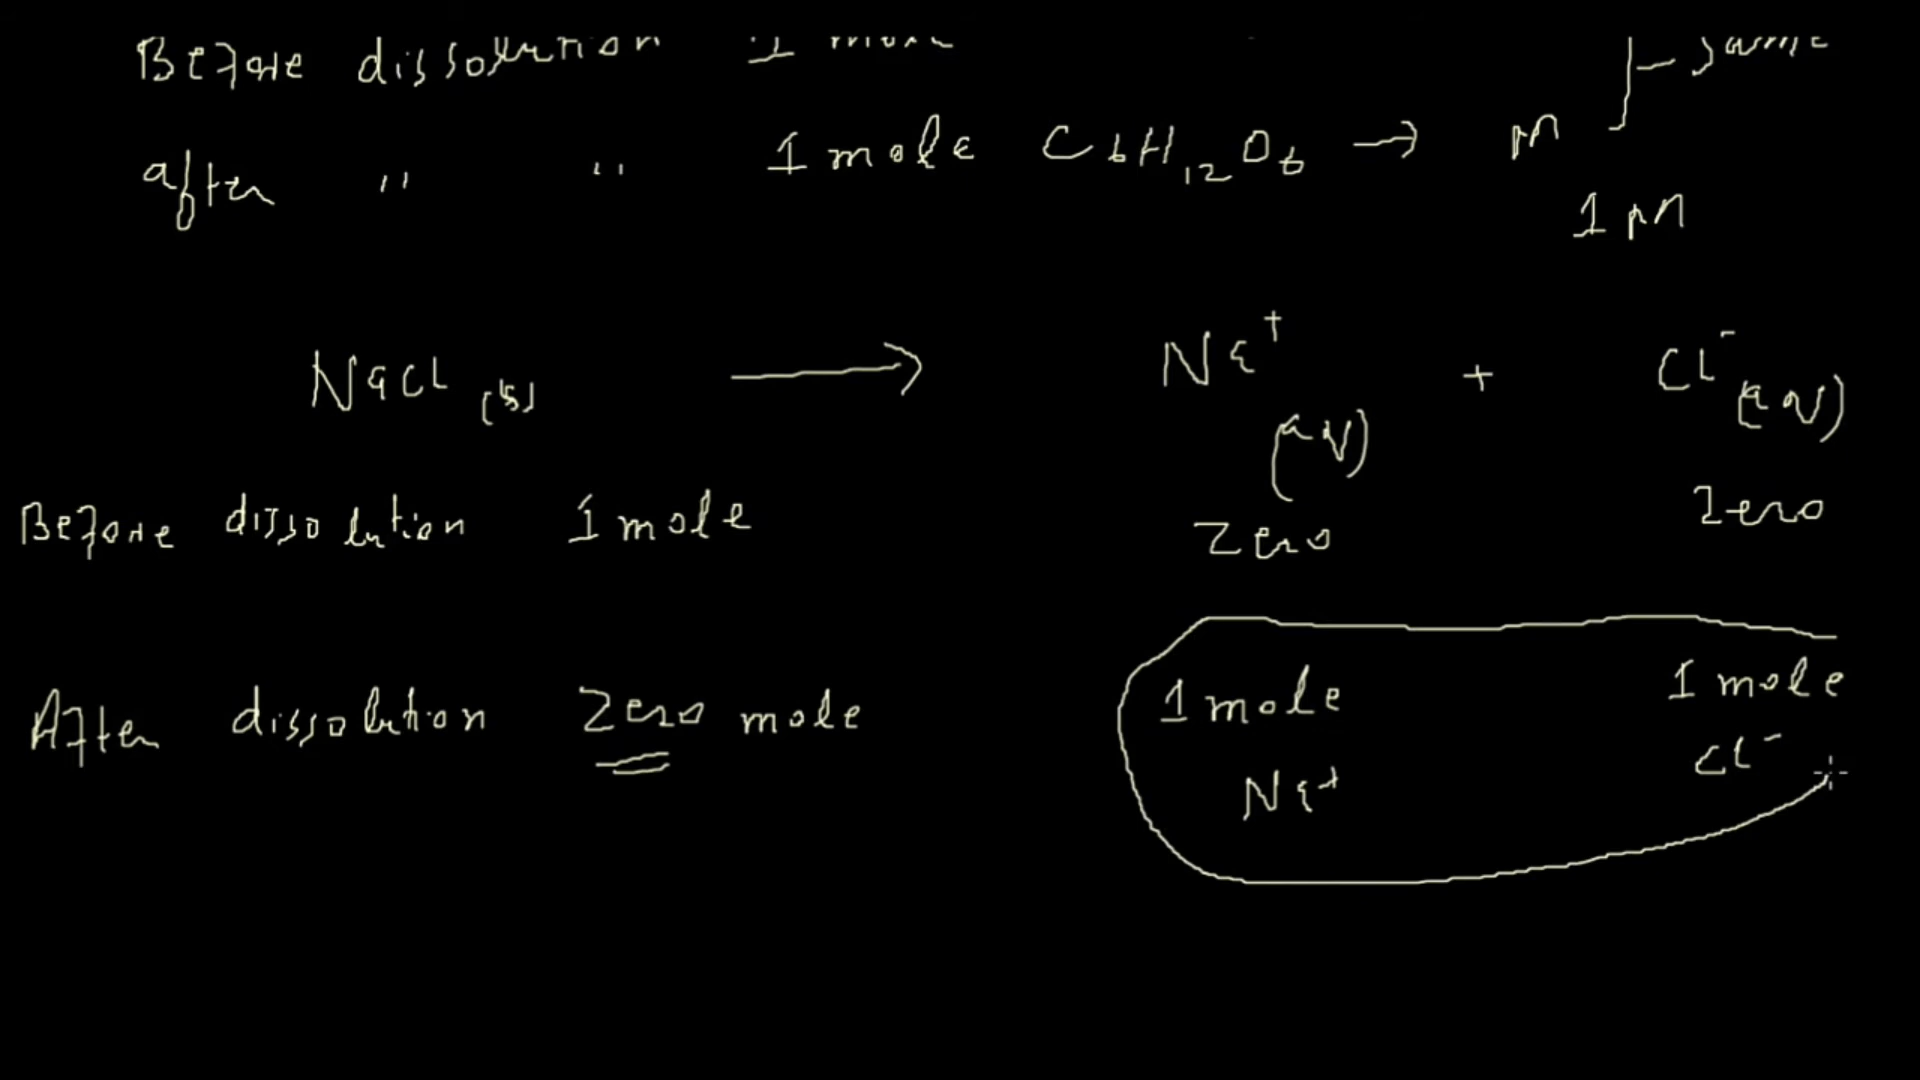 Before dissolution 1 mole same
after " " 1 mole C6H12O6 → m
1 m
NaCl (s) → Na+ (aq) + Cl- (aq)
Before dissolution 1 mole Zero Zero
After dissolution Zero mole 1 mole 1 mole
Na+ Cl-